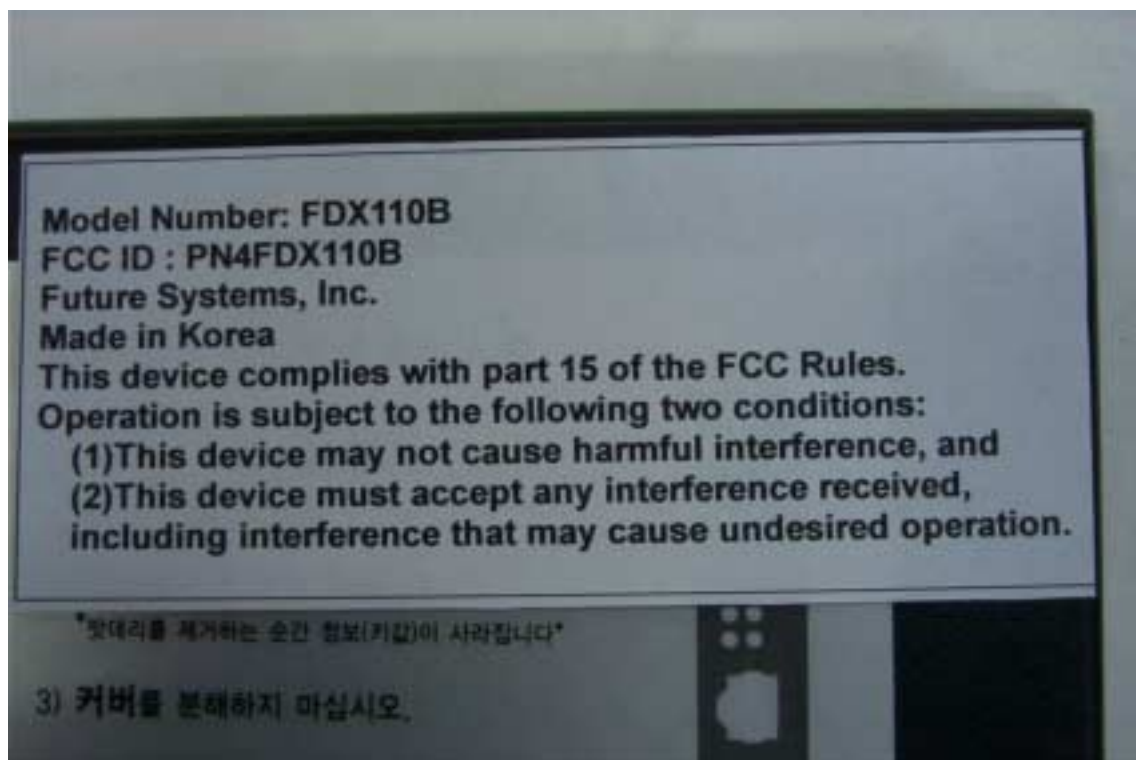 Model Number: FDX110B
FCC ID : PN4FDX110B
Future Systems, Inc.
Made in Korea
This device complies with part 15 of the FCC Rules.
Operation is subject to the following two conditions:
(1)This device may not cause harmful interference, and
(2)This device must accept any interference received,
including interference that may cause undesired operation.
"밧데리를 제거하는 순간 정보(키값)이 사라집니다"
3) 커버를 분해하지 마십시오.